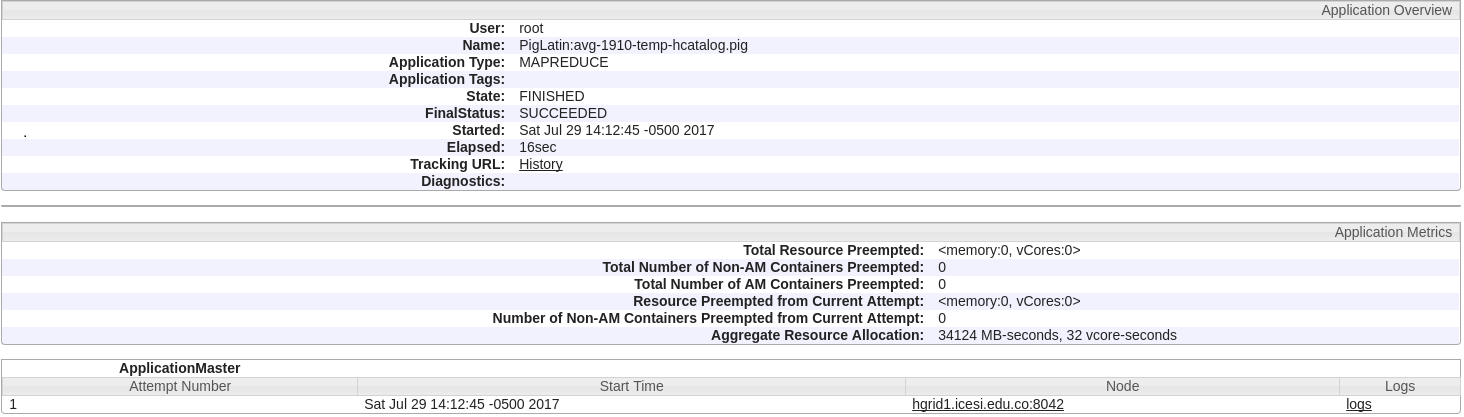 Application Overview
User: root
Name: PigLatin:avg-1910-temp-hcatalog.pig
Application Type: MAPREDUCE
Application Tags:
State: FINISHED
FinalStatus: SUCCEEDED
Started: Sat Jul 29 14:12:45 -0500 2017
Elapsed: 16sec
Tracking URL: History
Diagnostics:
Application Metrics
Total Resource Preempted: <memory:0, vCores:0>
Total Number of Non-AM Containers Preempted: 0
Total Number of AM Containers Preempted: 0
Resource Preempted from Current Attempt: <memory:0, vCores:0>
Number of Non-AM Containers Preempted from Current Attempt: 0
Aggregate Resource Allocation: 34124 MB-seconds, 32 vcore-seconds
ApplicationMaster
Attempt Number Start Time Node Logs
1 Sat Jul 29 14:12:45 -0500 2017 hgrid1.icesi.edu.co:8042 logs